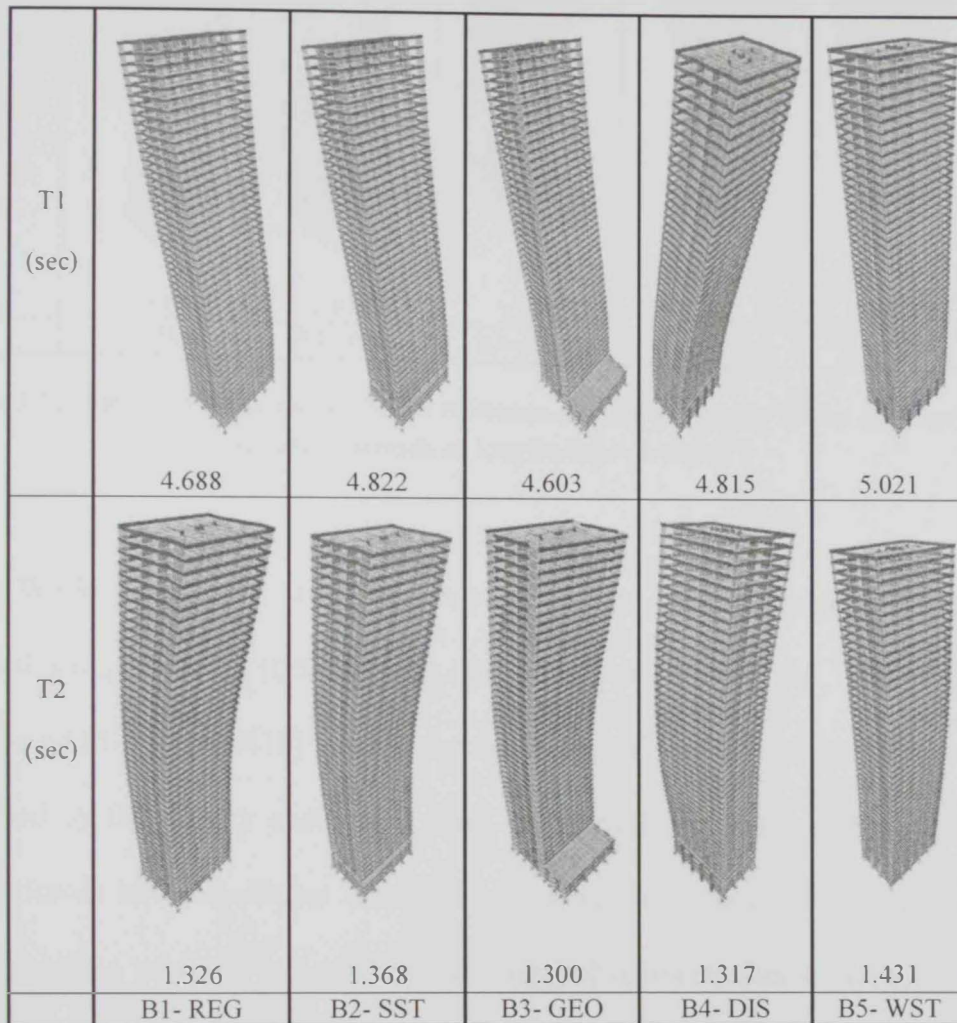 T1
(sec)
4.688 4.822 4.603 4.815 5.021
T2
(sec)
1.326 1.368 1.300 1.317 1.431
B1- REG B2- SST B3- GEO B4- DIS B5- WST